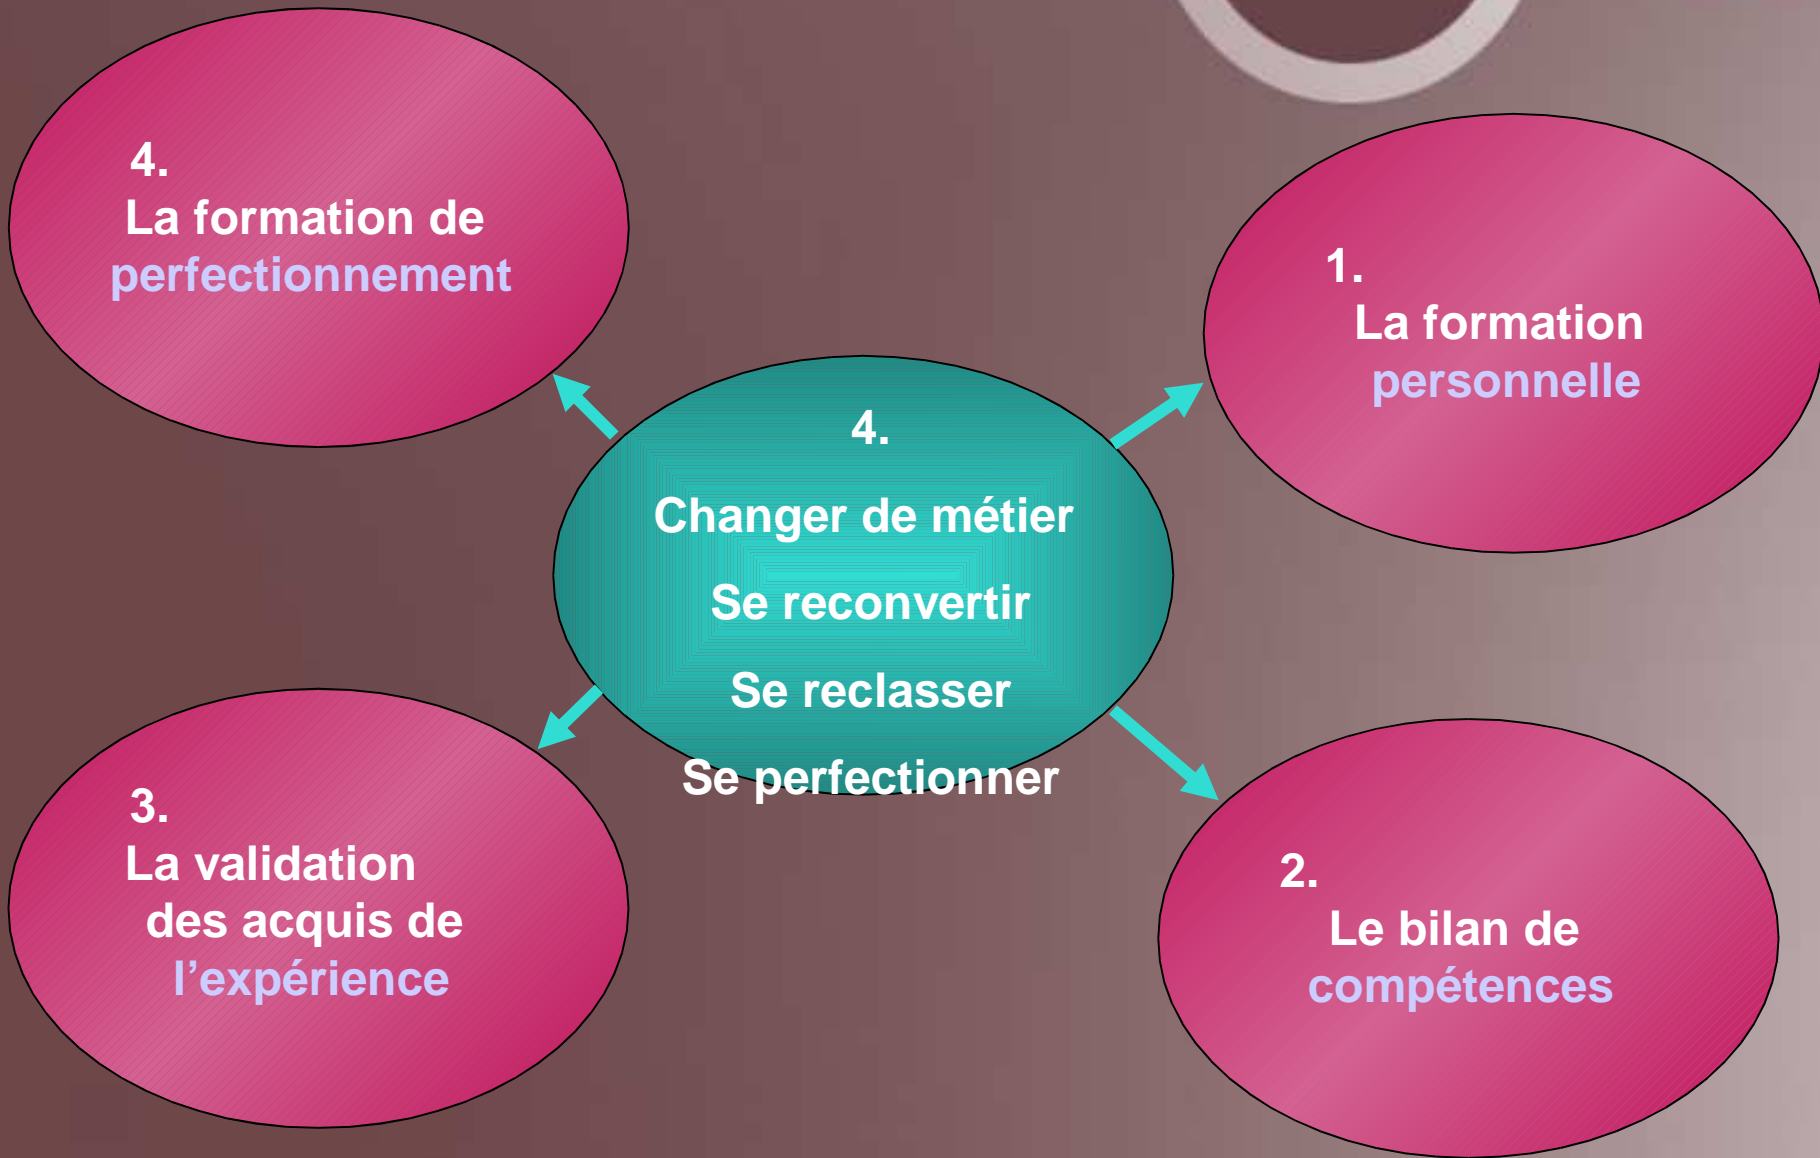 4.
La formation de
perfectionnement
1.
La formation
personnelle
4.
Changer de métier
Se reconvertir
Se reclasser
Se perfectionner
3.
La validation
des acquis de
l’expérience
2.
Le bilan de
compétences